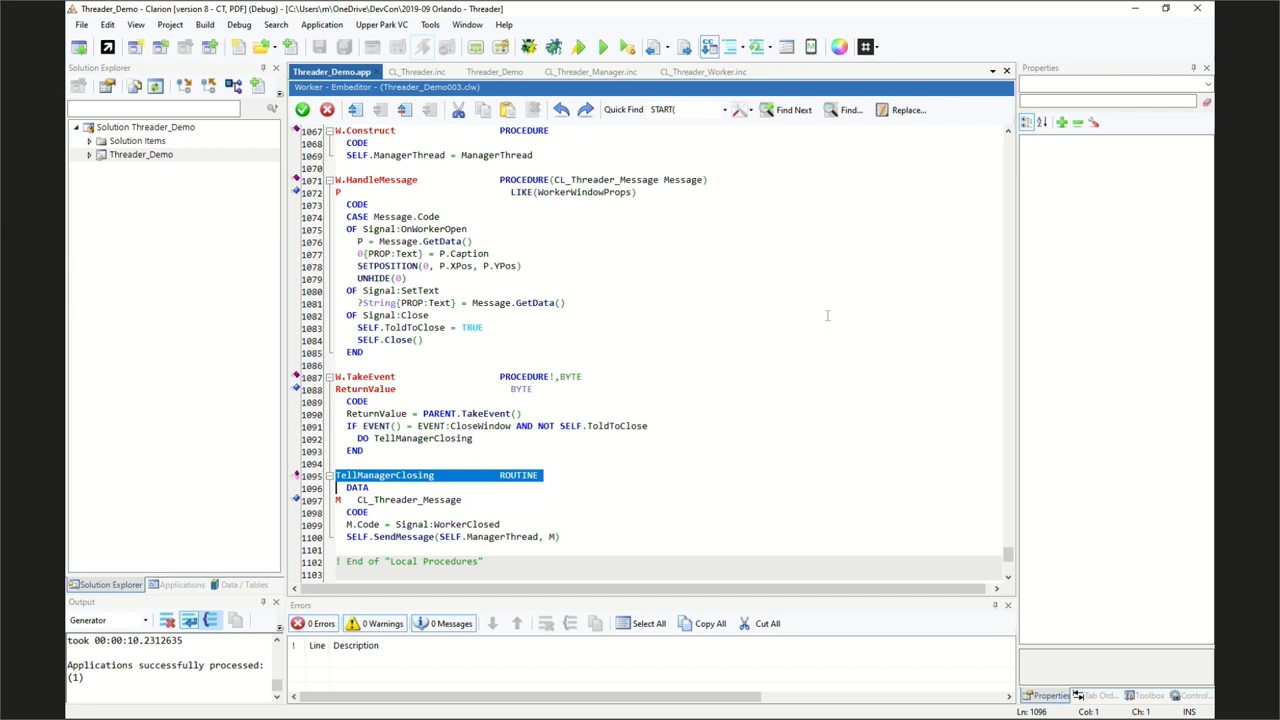 Threader_Demo - Clarion [version 8 - CT, PDF] (Debug) - [C:\Users\m\OneDrive\DevCon\2019-09 Orlando - Threader]
File Edit View Project Build Debug Search Application Upper Park VC Tools Window Help
Solution Explorer
Threader_Demo.app CL_Threader.inc Threader_Demo CL_Threader_Manager.inc CL_Threader_Worker.inc
Properties
Worker - Embeditor - (Threader_Demo003.clw)
Quick Find START( Find Next Find... Replace...
Solution Threader_Demo
Solution Items
Threader_Demo
1067 W.Construct PROCEDURE
1068 CODE
1069 SELF.ManagerThread = ManagerThread
1070
1071 W.HandleMessage PROCEDURE(CL_Threader_Message Message)
1072 P LIKE(WorkerWindowProps)
1073 CODE
1074 CASE Message.Code
1075 OF Signal:OnWorkerOpen
1076 P = Message.GetData()
1077 0{PROP:Text} = P.Caption
1078 SETPOSITION(0, P.XPos, P.YPos)
1079 UNHIDE(0)
1080 OF Signal:SetText
1081 ?String{PROP:Text} = Message.GetData()
1082 OF Signal:Close
1083 SELF.ToldToClose = TRUE
1084 SELF.Close()
1085 END
1086
1087 W.TakeEvent PROCEDURE!,BYTE
1088 ReturnValue BYTE
1089 CODE
1090 ReturnValue = PARENT.TakeEvent()
1091 IF EVENT() = EVENT:CloseWindow AND NOT SELF.ToldToClose
1092 DO TellManagerClosing
1093 END
1094
1095 TellManagerClosing ROUTINE
1096 DATA
1097 M CL_Threader_Message
1098 CODE
1099 M.Code = Signal:WorkerClosed
1100 SELF.SendMessage(SELF.ManagerThread, M)
1101
1102 ! End of "Local Procedures"
1103
Solution Explorer Applications Data / Tables
Output
Generator
took 00:00:10.2312635
Applications successfully processed:
(1)
Errors
0 Errors 0 Warnings 0 Messages Select All Copy All Cut All
! Line Description
Properties Tab Ord... Toolbox Control...
Ln: 1096 Col: 1 Ch: 1 INS